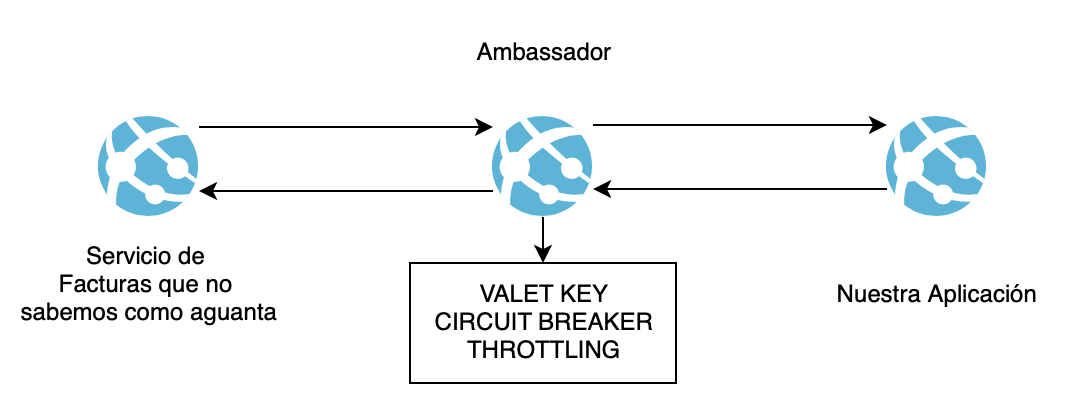 Ambassador
Servicio de
Facturas que no
sabemos como aguanta
VALET KEY
CIRCUIT BREAKER
THROTTLING
Nuestra Aplicación